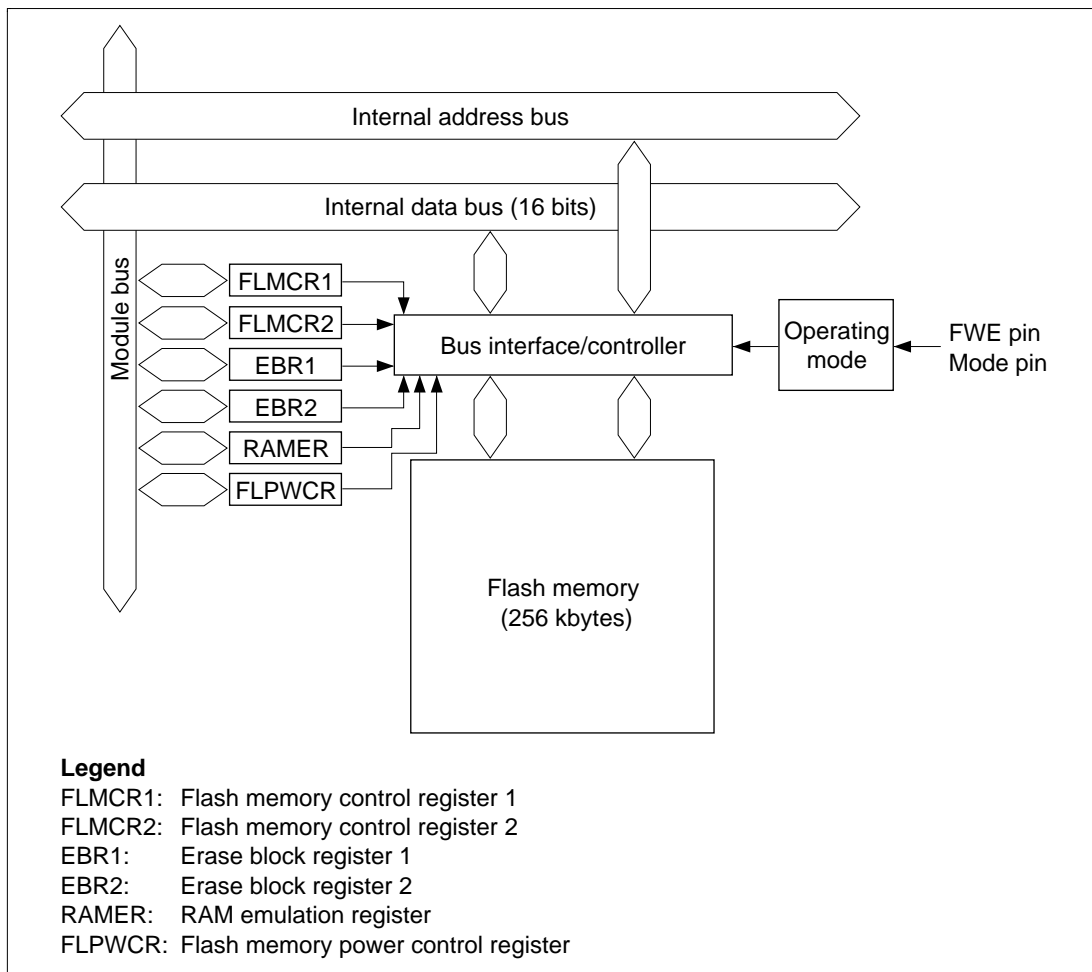 Internal address bus
Internal data bus (16 bits)
Module bus
FLMCR1
FLMCR2
EBR1
EBR2
RAMER
FLPWCR
Bus interface/controller
Operating
mode
FWE pin
Mode pin
Flash memory
(256 kbytes)
Legend
FLMCR1: Flash memory control register 1
FLMCR2: Flash memory control register 2
EBR1: Erase block register 1
EBR2: Erase block register 2
RAMER: RAM emulation register
FLPWCR: Flash memory power control register